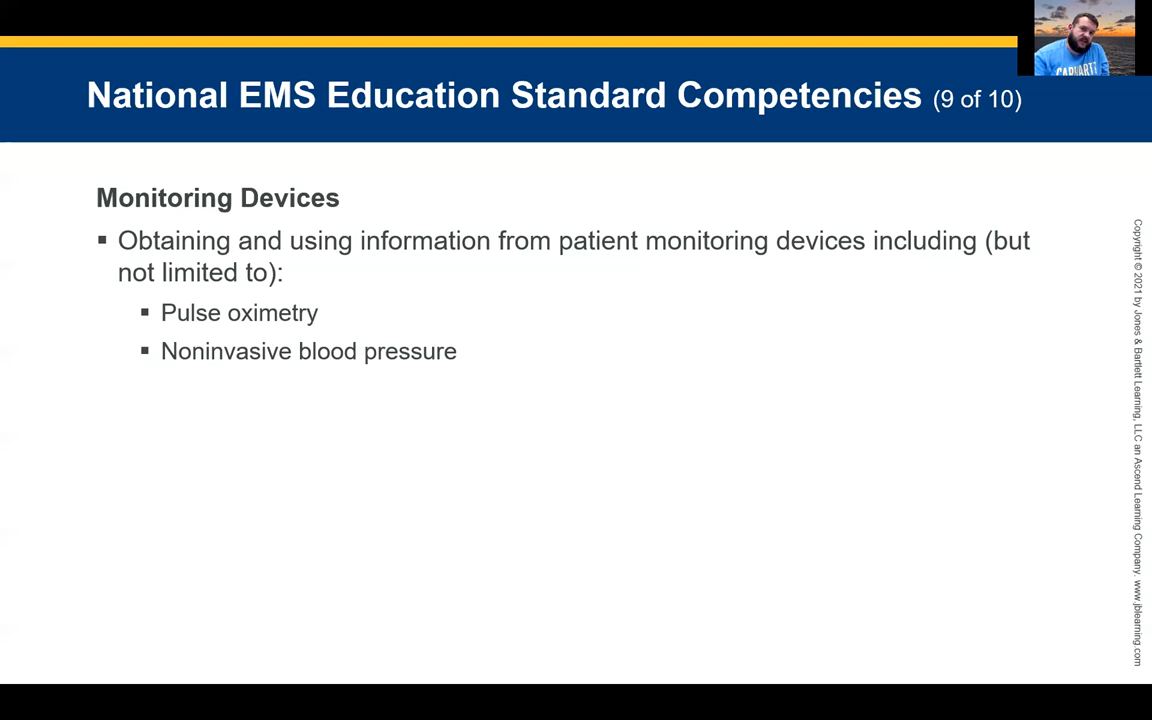 National EMS Education Standard Competencies (9 of 10)
CARHARTT
Monitoring Devices
▪ Obtaining and using information from patient monitoring devices including (but
not limited to):
▪ Pulse oximetry
▪ Noninvasive blood pressure
Copyright © 2021 by Jones & Bartlett Learning, LLC an Ascend Learning Company. www.jblearning.com